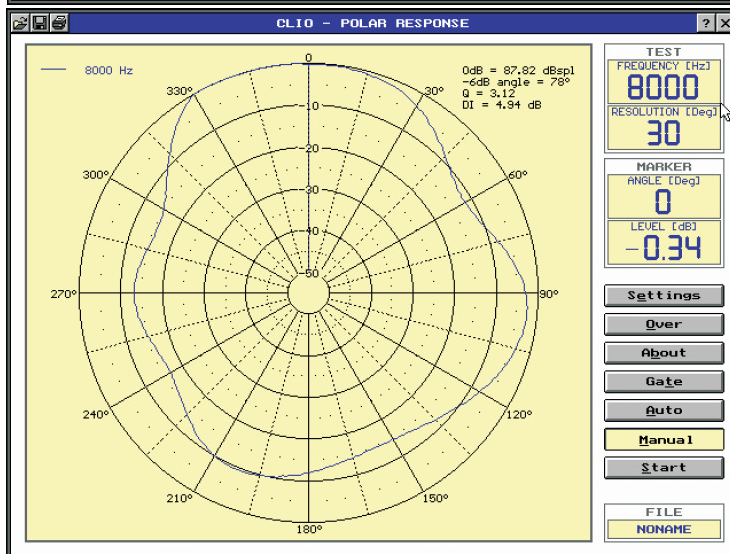 CLIO - POLAR RESPONSE
? X
8000 Hz
0dB = 87.82 dBspl
-6dB angle = 78°
Q = 3.12
DI = 4.94 dB
0
30°
60°
90°
120°
150°
180°
210°
240°
270°
300°
330°
-10
-20
-30
-40
-50
TEST
FREQUENCY [Hz]
8000
RESOLUTION [Deg]
30
MARKER
ANGLE [Deg]
0
LEVEL [dB]
-0.34
Settings
Over
About
Gate
Auto
Manual
Start
FILE
NONAME